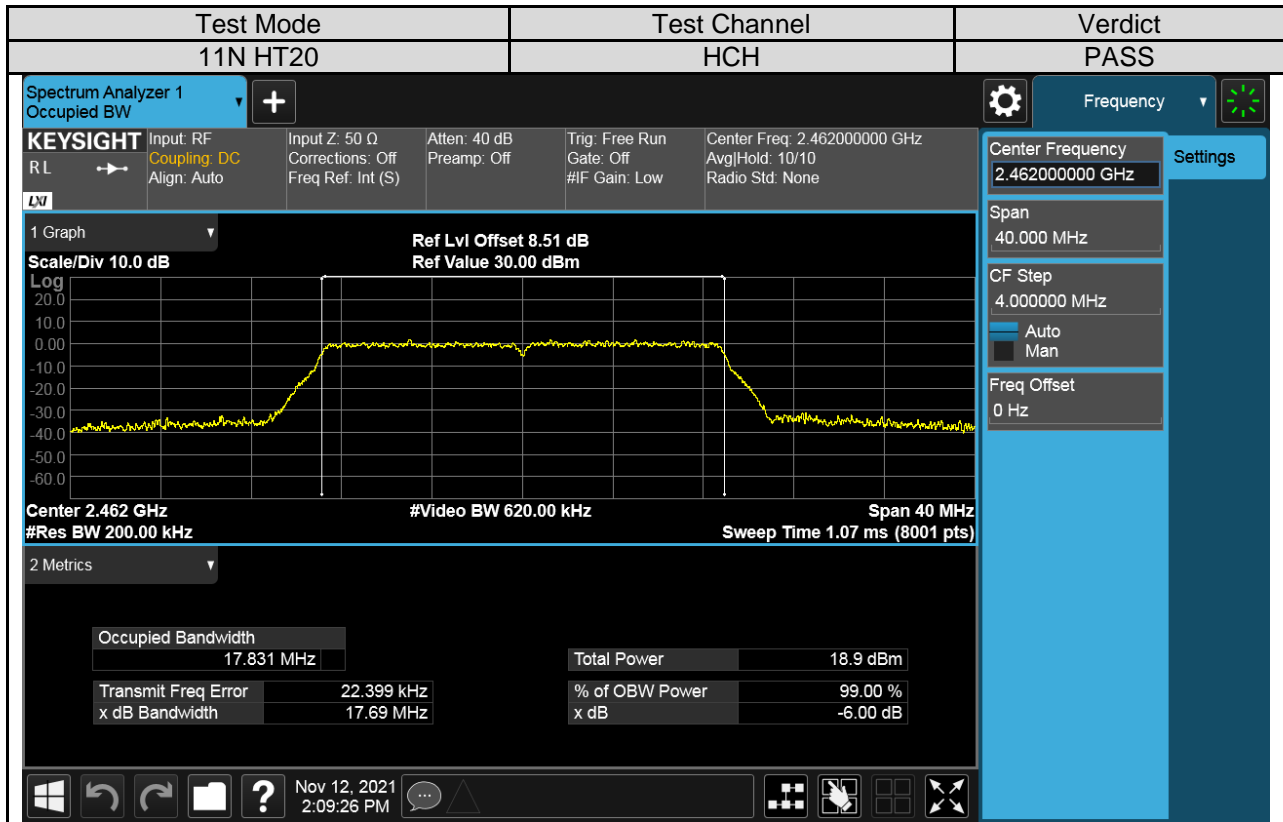 Test Mode Test Channel Verdict
11N HT20 HCH PASS
Spectrum Analyzer 1
Occupied BW
+
Frequency
KEYSIGHT
RL
LXI
Input: RF
Coupling: DC
Align: Auto
Input Z: 50 Ω
Corrections: Off
Freq Ref: Int (S)
Atten: 40 dB
Preamp: Off
Trig: Free Run
Gate: Off
#IF Gain: Low
Center Freq: 2.462000000 GHz
Avg|Hold: 10/10
Radio Std: None
Center Frequency
2.462000000 GHz
Settings
Span
40.000 MHz
CF Step
4.000000 MHz
Auto
Man
Freq Offset
0 Hz
1 Graph
Scale/Div 10.0 dB
Ref Lvl Offset 8.51 dB
Ref Value 30.00 dBm
Log
20.0
10.0
0.00
-10.0
-20.0
-30.0
-40.0
-50.0
-60.0
Center 2.462 GHz
#Res BW 200.00 kHz
#Video BW 620.00 kHz
Span 40 MHz
Sweep Time 1.07 ms (8001 pts)
2 Metrics
Occupied Bandwidth
17.831 MHz
Total Power 18.9 dBm
Transmit Freq Error 22.399 kHz
% of OBW Power 99.00 %
x dB Bandwidth 17.69 MHz
x dB -6.00 dB
?
Nov 12, 2021
2:09:26 PM